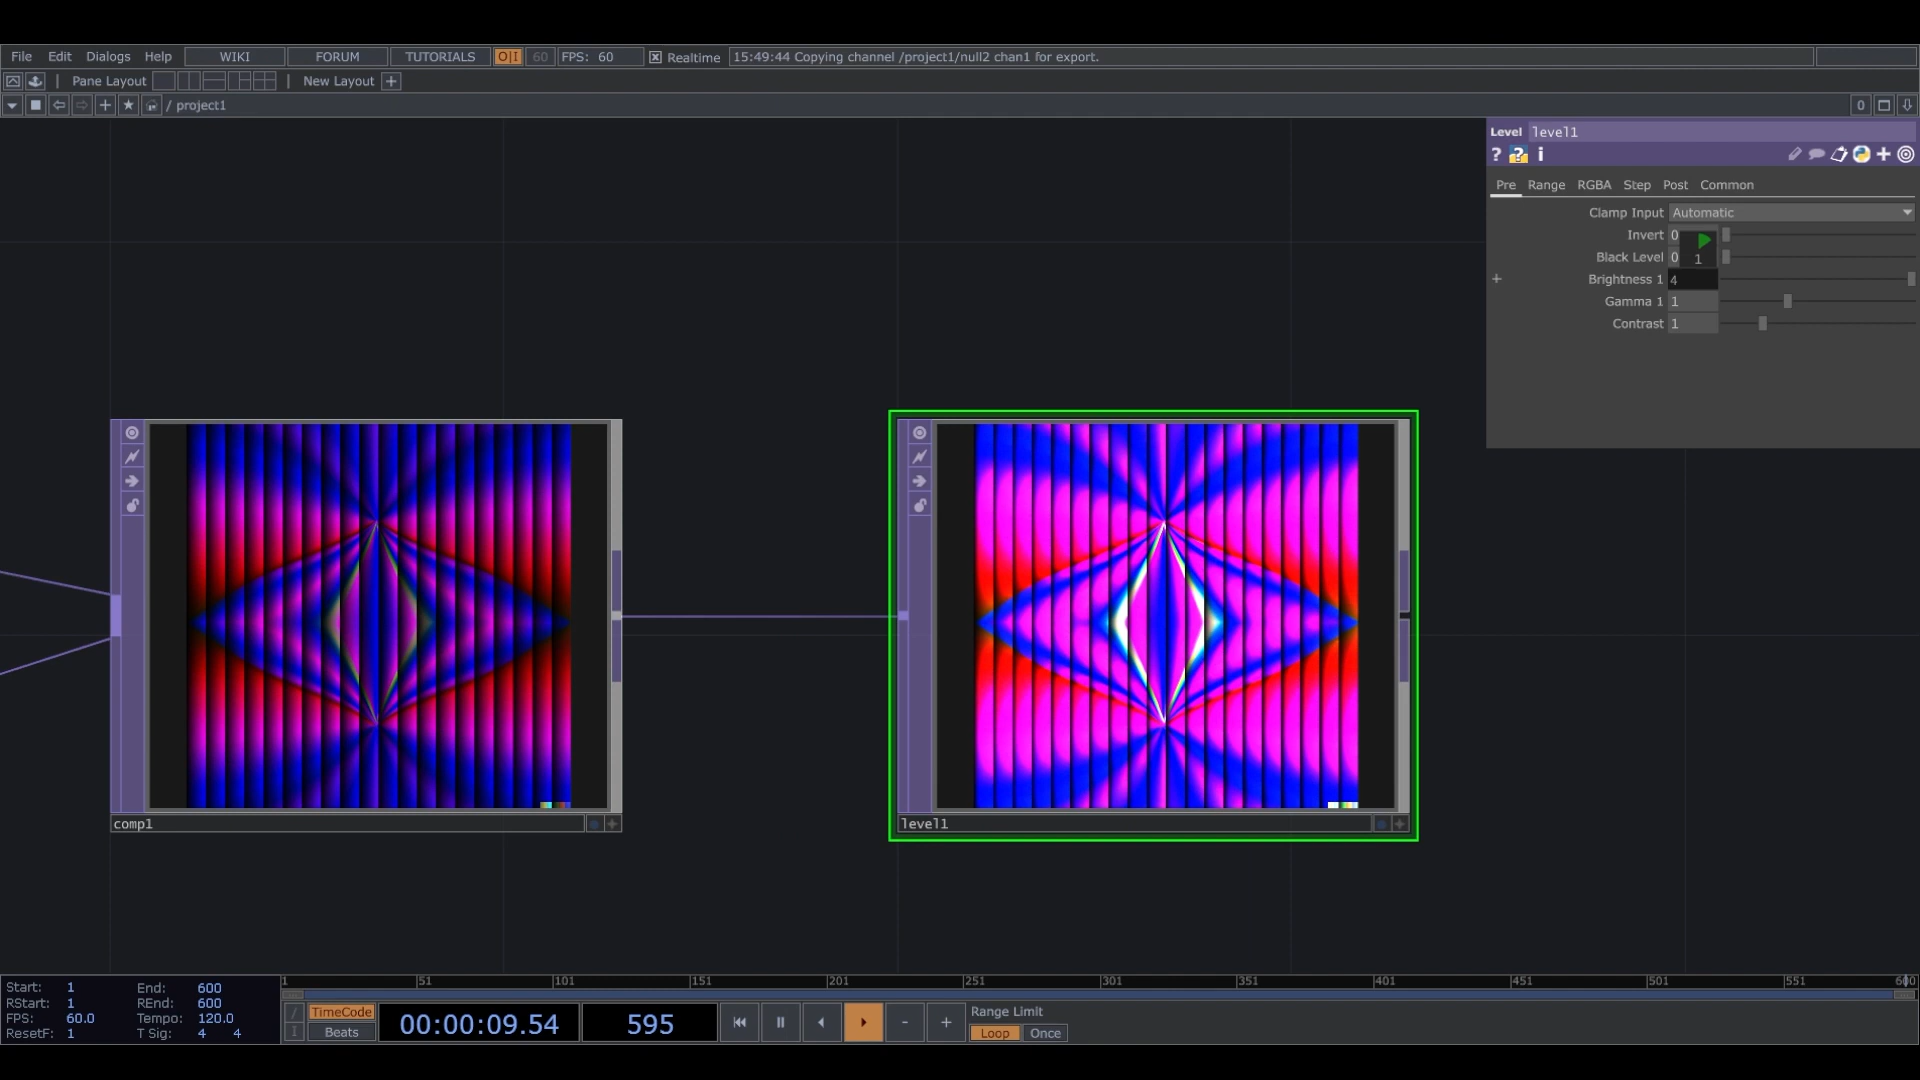 File Edit Dialogs Help WIKI FORUM TUTORIALS O|I 60 FPS: 60 Realtime 15:49:44 Copying channel /project1/null2 chan1 for export.
Pane Layout New Layout +
/ project1 0
Level level1
? ? i
Pre Range RGBA Step Post Common
Clamp Input Automatic
Invert 0
Black Level 0 1
+ Brightness 1 4
Gamma 1 1
Contrast 1
comp1
level1
1 51 101 151 201 251 301 351 401 451 501 551 600
Start: 1 End: 600
RStart: 1 REnd: 600
FPS: 60.0 Tempo: 120.0
ResetF: 1 T Sig: 4 4
/ TimeCode
I Beats
00:00:09.54 595 - +
Range Limit
Loop Once